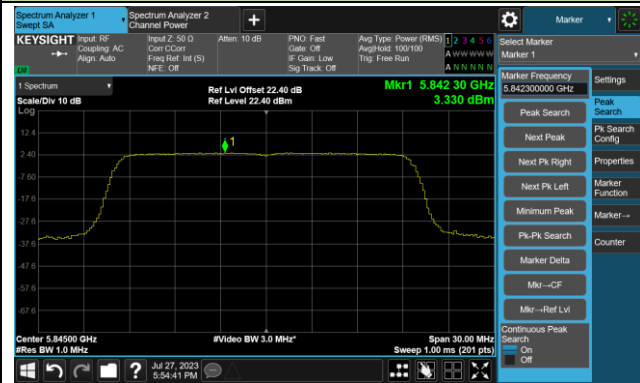 Spectrum Analyzer 1
Swept SA
Spectrum Analyzer 2
Channel Power
+
Marker
KEYSIGHT
Input: RF
Coupling: AC
Align: Auto
Input Z: 50 Ω
Corr CCorr
Freq Ref: Int (S)
NFE: Off
Atten: 10 dB
PNO: Fast
Gate: Off
IF Gain: Low
Sig Track: Off
Avg Type: Power (RMS)
Avg|Hold: 100/100
Trig: Free Run
1 2 3 4 5 6
A W W W W W
A N N N N N
Select Marker
Marker 1
1 Spectrum
Scale/Div 10 dB
Log
Ref Lvl Offset 22.40 dB
Ref Level 22.40 dBm
Mkr1 5.842 30 GHz
3.330 dBm
12.4
2.40
-7.60
-17.6
-27.6
-37.6
-47.6
-57.6
-67.6
1
Center 5.84500 GHz
#Res BW 1.0 MHz
#Video BW 3.0 MHz*
Span 30.00 MHz
Sweep 1.00 ms (201 pts)
Marker Frequency
5.842300000 GHz
Peak Search
Next Peak
Next Pk Right
Next Pk Left
Minimum Peak
Pk-Pk Search
Marker Delta
Mkr→CF
Mkr→Ref Lvl
Continuous Peak
Search
On
Off
Settings
Peak
Search
Pk Search
Config
Properties
Marker
Function
Marker→
Counter
?
Jul 27, 2023
5:54:41 PM